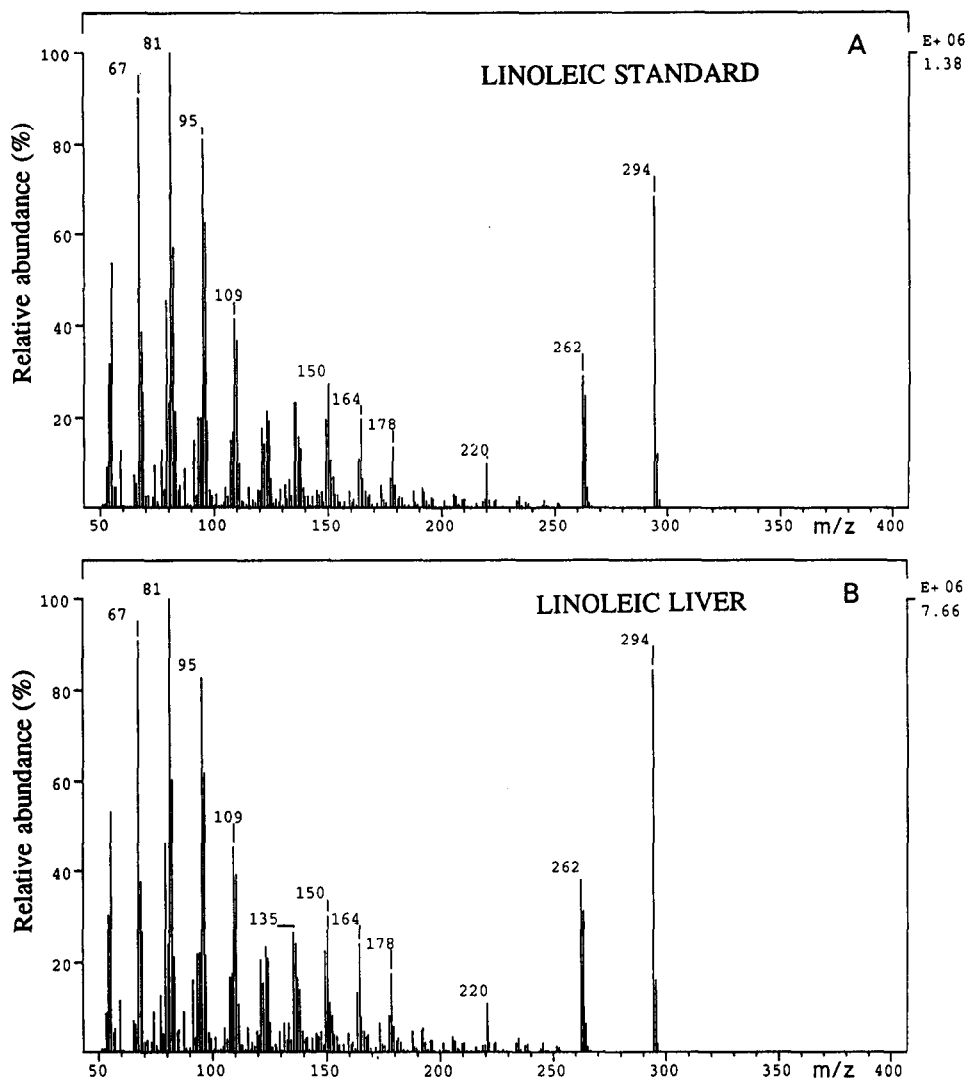 A
LINOLEIC STANDARD
E+ 06
1.38
Relative abundance (%)
100
80
60
40
20
67
81
95
109
150
164
178
220
262
294
50 100 150 200 250 300 350 400
m/z
B
LINOLEIC LIVER
E+ 06
7.66
Relative abundance (%)
100
80
60
40
20
67
81
95
109
135
150
164
178
220
262
294
50 100 150 200 250 300 350 400
m/z